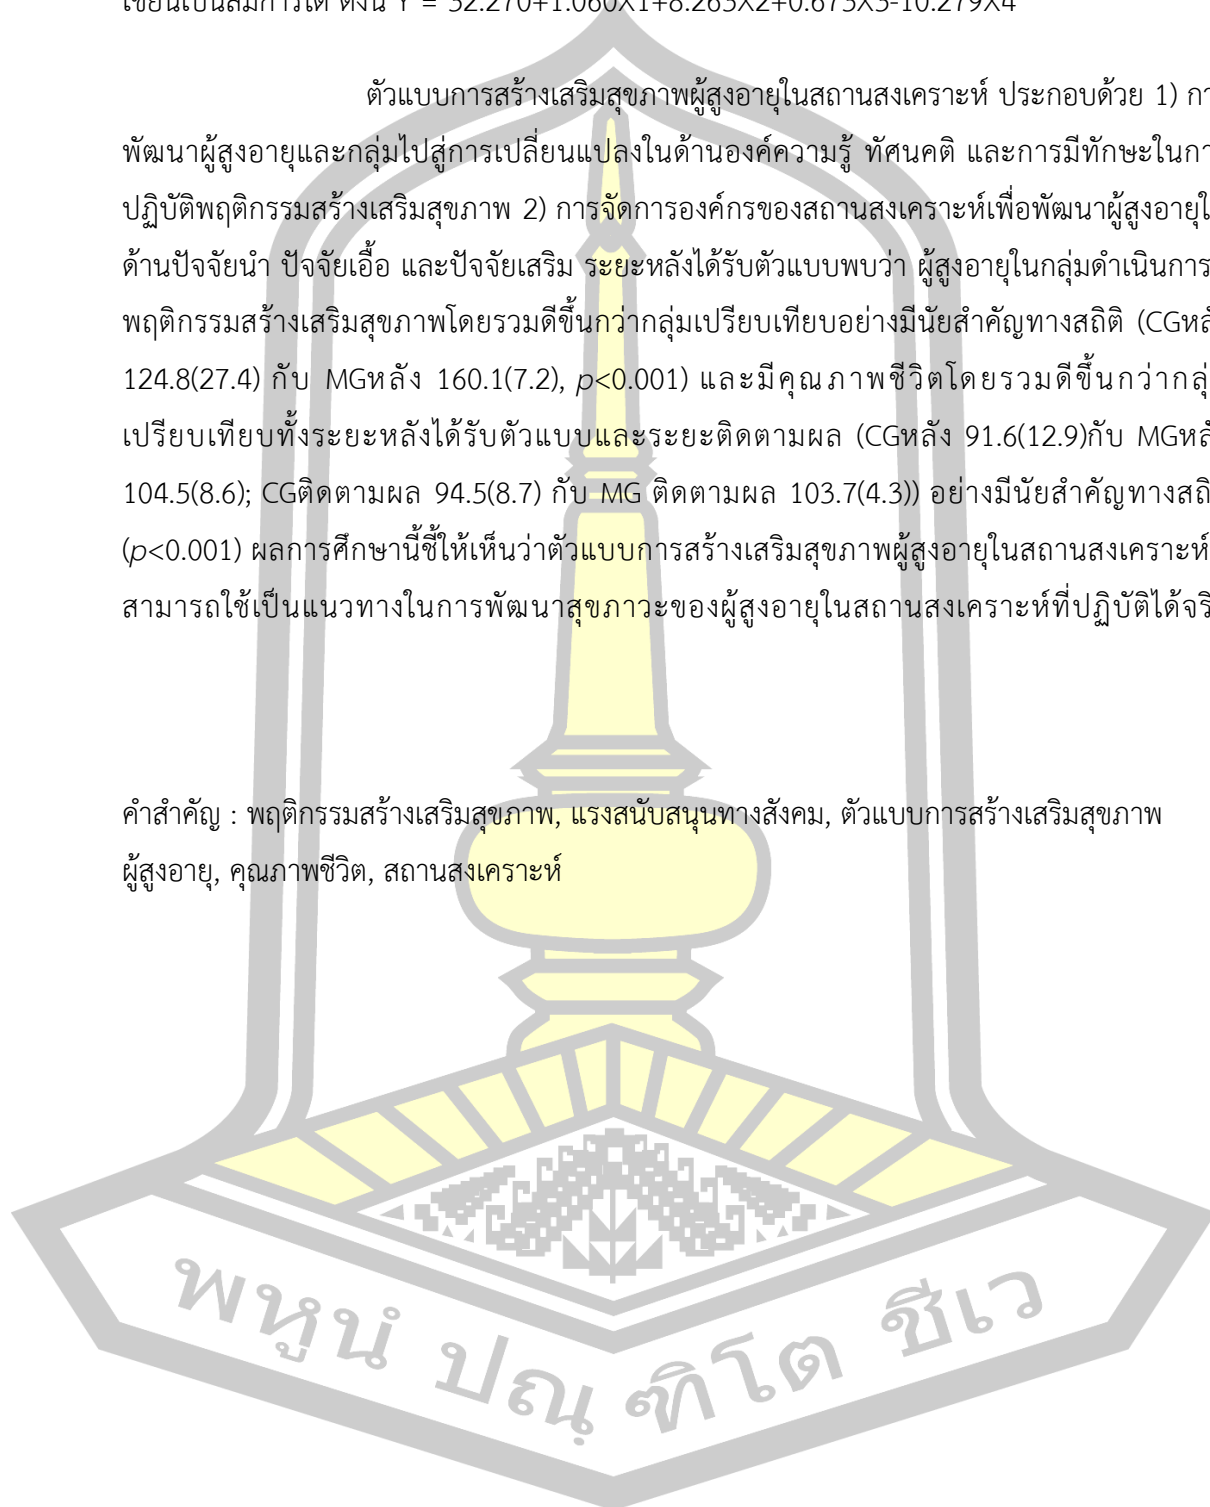 เขียนเป็นสมการได้ ดังนี้ Y = 32.270+1.060X1+8.263X2+0.673X3-10.279X4
ตัวแบบการสร้างเสริมสุขภาพผู้สูงอายุในสถานสงเคราะห์ ประกอบด้วย 1) กา
พัฒนาผู้สูงอายุและกลุ่มไปสู่การเปลี่ยนแปลงในด้านองค์ความรู้ ทัศนคติ และการมีทักษะในกา
ปฏิบัติพฤติกรรมสร้างเสริมสุขภาพ 2) การจัดการองค์กรของสถานสงเคราะห์เพื่อพัฒนาผู้สูงอายุใ
ด้านปัจจัยนำ ปัจจัยเอื้อ และปัจจัยเสริม ระยะหลังได้รับตัวแบบพบว่า ผู้สูงอายุในกลุ่มดำเนินการ
พฤติกรรมสร้างเสริมสุขภาพโดยรวมดีขึ้นกว่ากลุ่มเปรียบเทียบอย่างมีนัยสำคัญทางสถิติ (CGหลั
124.8(27.4) กับ MGหลัง 160.1(7.2), p<0.001) และมีคุณภาพชีวิตโดยรวมดีขึ้นกว่ากลุ่
เปรียบเทียบทั้งระยะหลังได้รับตัวแบบและระยะติดตามผล (CGหลัง 91.6(12.9)กับ MGหลั
104.5(8.6); CGติดตามผล 94.5(8.7) กับ MG ติดตามผล 103.7(4.3)) อย่างมีนัยสำคัญทางสถิ
(p<0.001) ผลการศึกษานี้ชี้ให้เห็นว่าตัวแบบการสร้างเสริมสุขภาพผู้สูงอายุในสถานสงเคราะห์
สามารถใช้เป็นแนวทางในการพัฒนาสุขภาวะของผู้สูงอายุในสถานสงเคราะห์ที่ปฏิบัติได้จริ
คำสำคัญ : พฤติกรรมสร้างเสริมสุขภาพ, แรงสนับสนุนทางสังคม, ตัวแบบการสร้างเสริมสุขภาพ
ผู้สูงอายุ, คุณภาพชีวิต, สถานสงเคราะห์
พหูนํ ปณฺฑิโต ชีเว